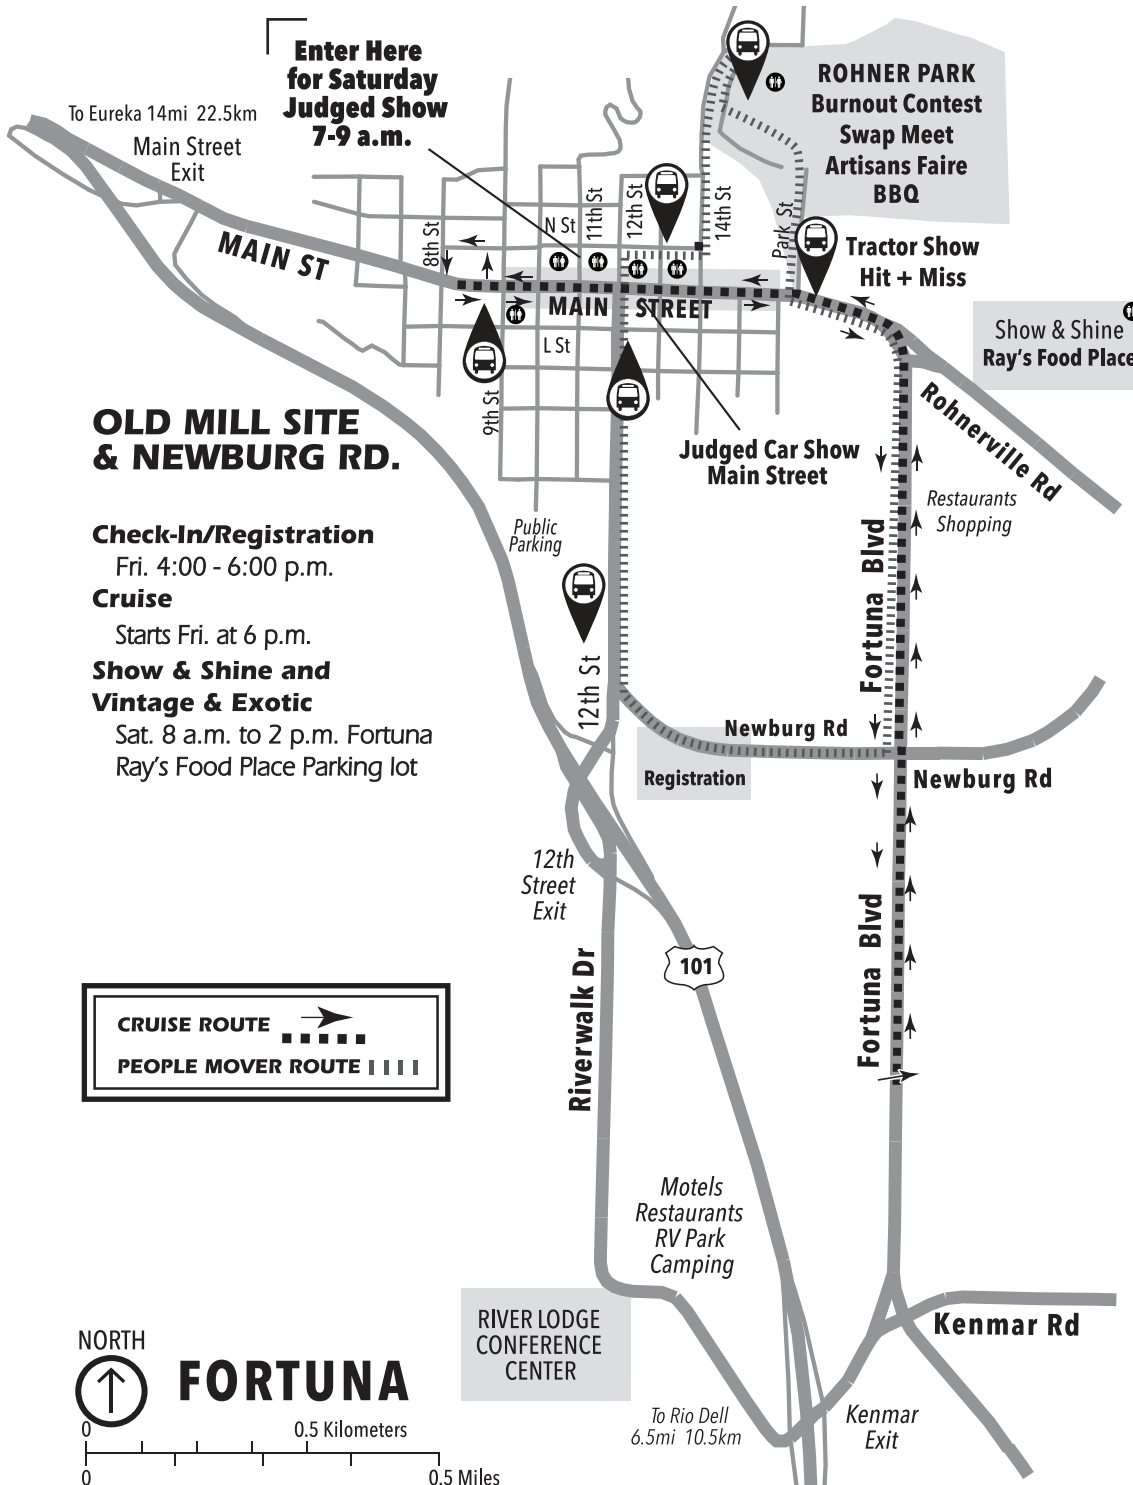 Enter Here
for Saturday
Judged Show
7-9 a.m.
ROHNER PARK
Burnout Contest
Swap Meet
Artisans Faire
BBQ
To Eureka 14mi 22.5km
Main Street
Exit
MAIN ST
8th St
N St
11th St
12th St
14th St
Park St
Tractor Show
Hit + Miss
MAIN STREET
L St
9th St
Show & Shine
Ray's Food Place
Rohnerville Rd
Judged Car Show
Main Street
OLD MILL SITE
& NEWBURG RD.
Check-In/Registration
Fri. 4:00 - 6:00 p.m.
Cruise
Starts Fri. at 6 p.m.
Show & Shine and
Vintage & Exotic
Sat. 8 a.m. to 2 p.m. Fortuna
Ray's Food Place Parking lot
Public
Parking
Restaurants
Shopping
Fortuna Blvd
12th St
Newburg Rd
Registration
Newburg Rd
12th
Street
Exit
Fortuna Blvd
101
Riverwalk Dr
CRUISE ROUTE
PEOPLE MOVER ROUTE
Motels
Restaurants
RV Park
Camping
RIVER LODGE
CONFERENCE
CENTER
Kenmar Rd
To Rio Dell
6.5mi 10.5km
Kenmar
Exit
NORTH
FORTUNA
0 0.5 Kilometers
0 0.5 Miles